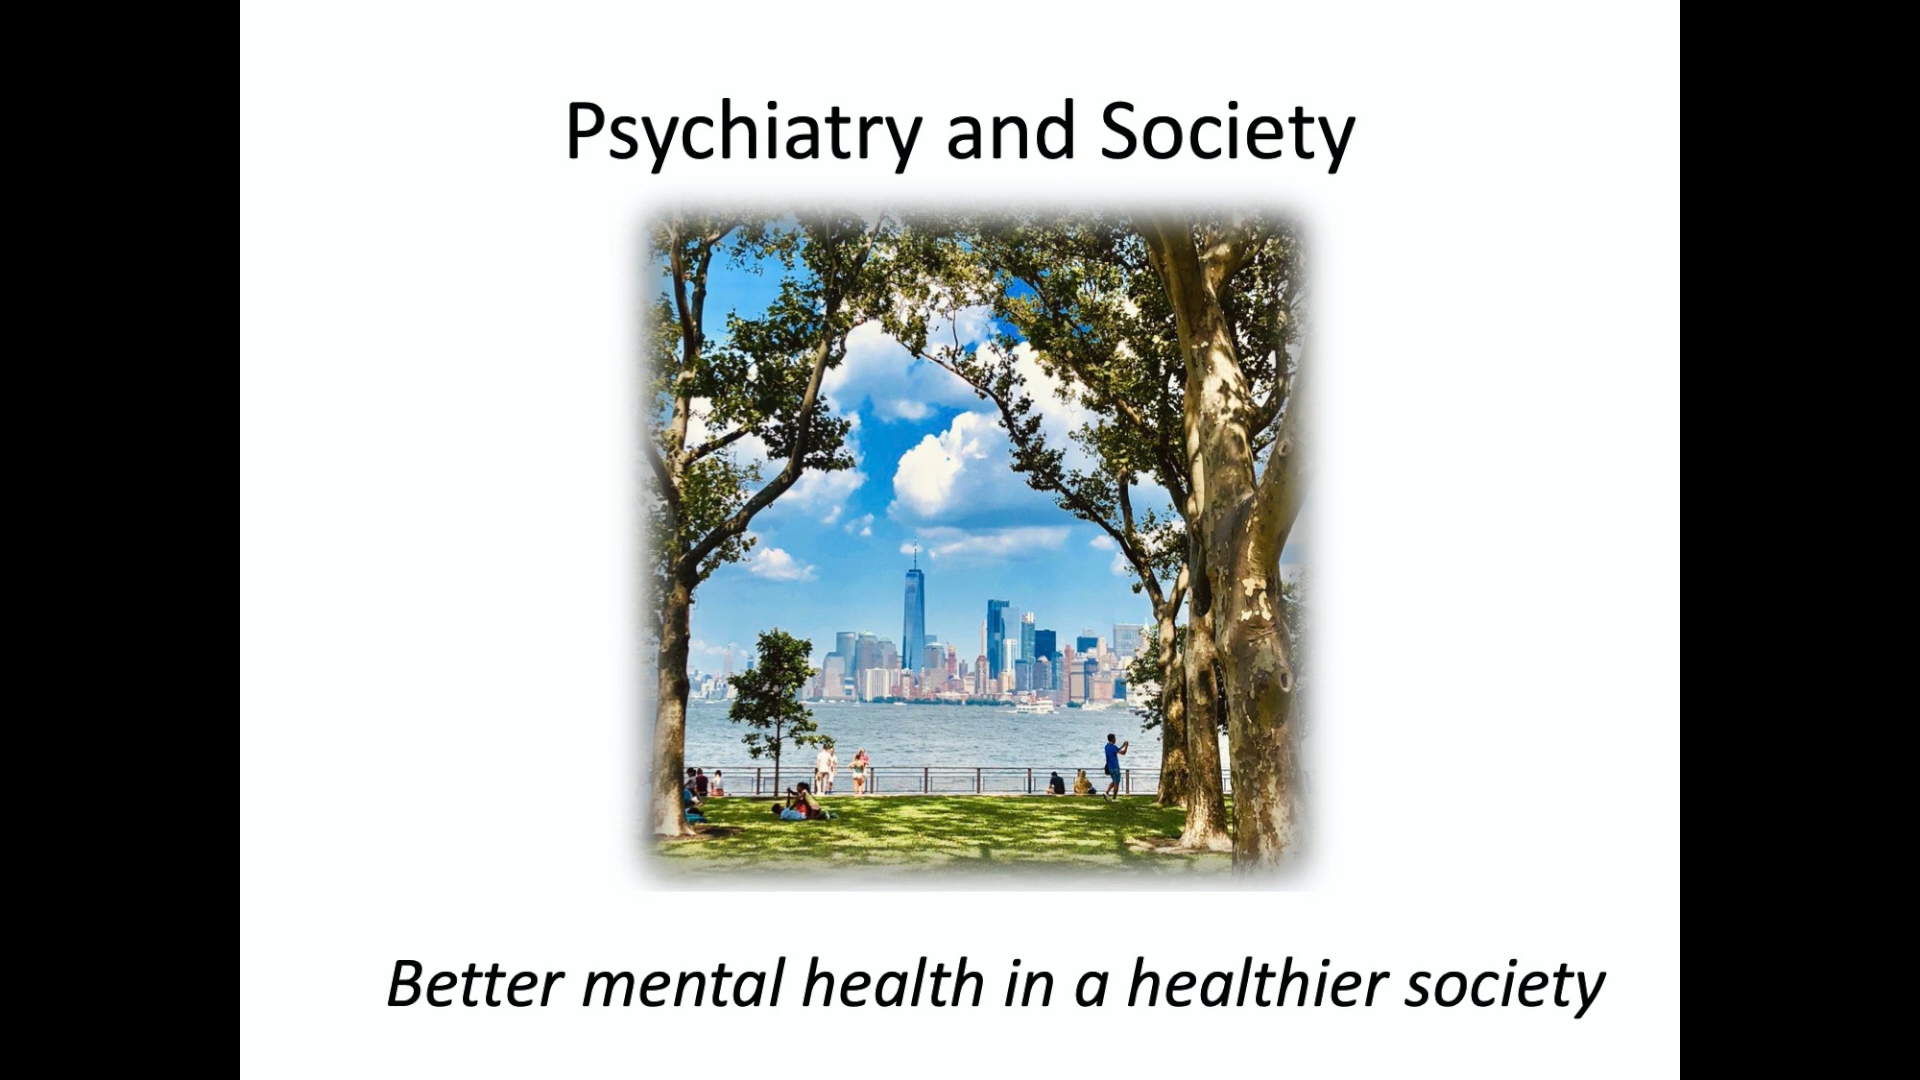 Psychiatry and Society
Better mental health in a healthier society